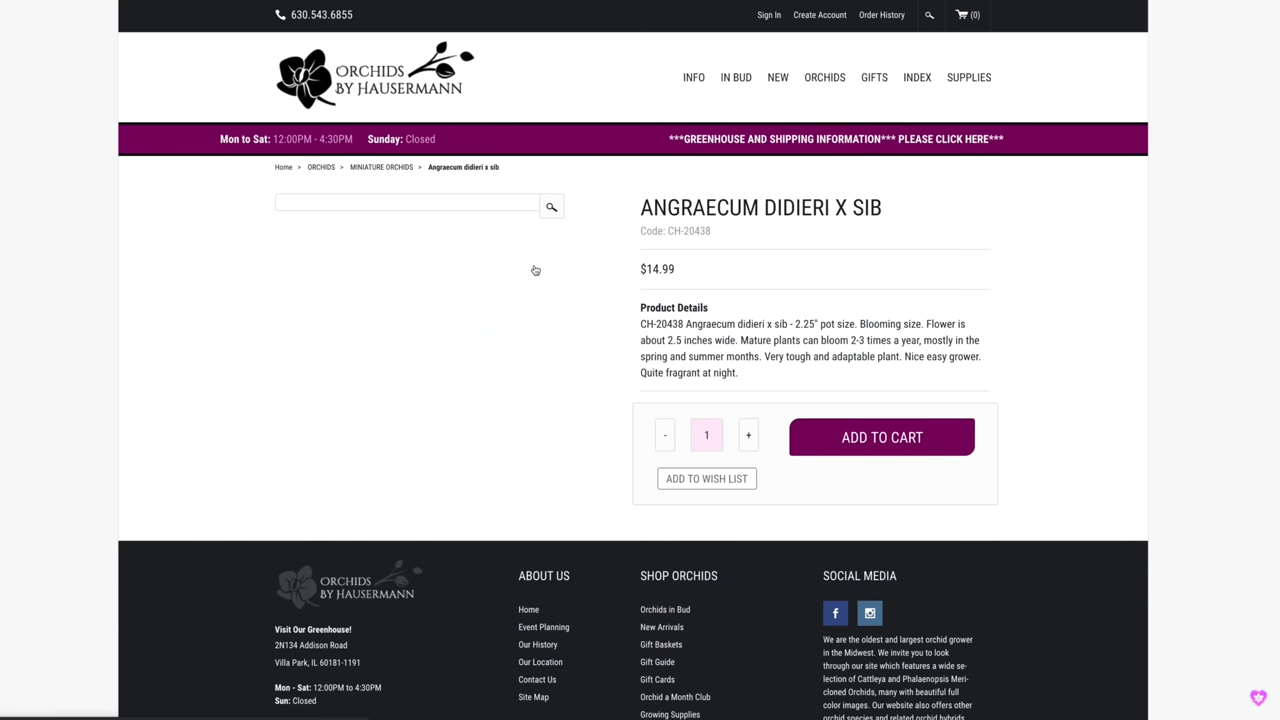 630.543.6855
Sign In
Create Account
Order History
(0)
ORCHIDS
BY HAUSERMANN
INFO
IN BUD
NEW
ORCHIDS
GIFTS
INDEX
SUPPLIES
Mon to Sat: 12:00PM - 4:30PM Sunday: Closed
***GREENHOUSE AND SHIPPING INFORMATION*** PLEASE CLICK HERE***
Home > ORCHIDS > MINIATURE ORCHIDS > Angraecum didieri x sib
ANGRAECUM DIDIERI X SIB
Code: CH-20438
$14.99
Product Details
CH-20438 Angraecum didieri x sib - 2.25" pot size. Blooming size. Flower is
about 2.5 inches wide. Mature plants can bloom 2-3 times a year, mostly in the
spring and summer months. Very tough and adaptable plant. Nice easy grower.
Quite fragrant at night.
- 1 +
ADD TO CART
ADD TO WISH LIST
ORCHIDS
BY HAUSERMANN
Visit Our Greenhouse!
2N134 Addison Road
Villa Park, IL 60181-1191
Mon - Sat: 12:00PM to 4:30PM
Sun: Closed
ABOUT US
Home
Event Planning
Our History
Our Location
Contact Us
Site Map
SHOP ORCHIDS
Orchids in Bud
New Arrivals
Gift Baskets
Gift Guide
Gift Cards
Orchid a Month Club
Growing Supplies
SOCIAL MEDIA
We are the oldest and largest orchid grower
in the Midwest. We invite you to look
through our site which features a wide se-
lection of Cattleya and Phalaenopsis Meri-
cloned Orchids, many with beautiful full
color images. Our website also offers other
orchid species and related orchid hybrids.